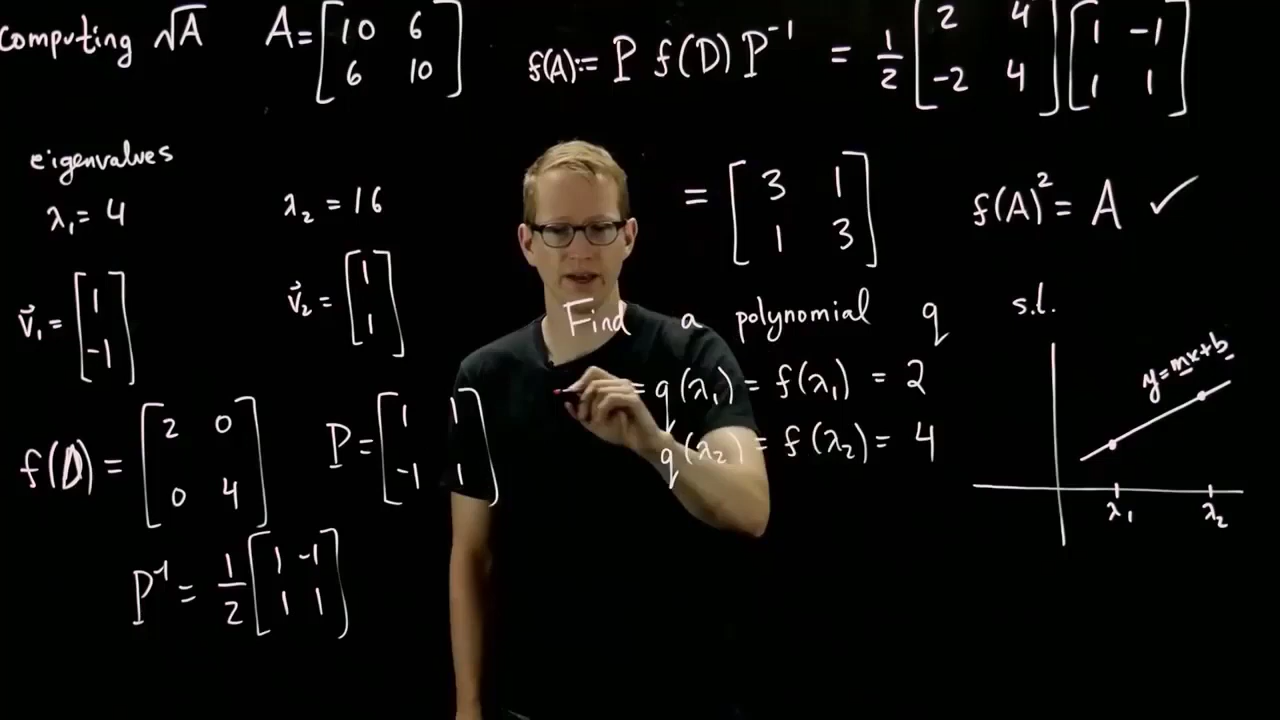 computing √A A = [10 6; 6 10]
f(A) := P f(D) P⁻¹ = 1/2 [2 4; -2 4] [1 -1; 1 1]
= [3 1; 1 3] f(A)² = A ✓
eigenvalves
λ₁ = 4 λ₂ = 16
v⃗₁ = [1; -1] v⃗₂ = [1; 1]
f(D) = [2 0; 0 4] P = [1 1; -1 1]
P⁻¹ = 1/2 [1 -1; 1 1]
Find a polynomial q s.t.
= q(λ₁) = f(λ₁) = 2
q(λ₂) = f(λ₂) = 4
y=mx+b
λ₁ λ₂